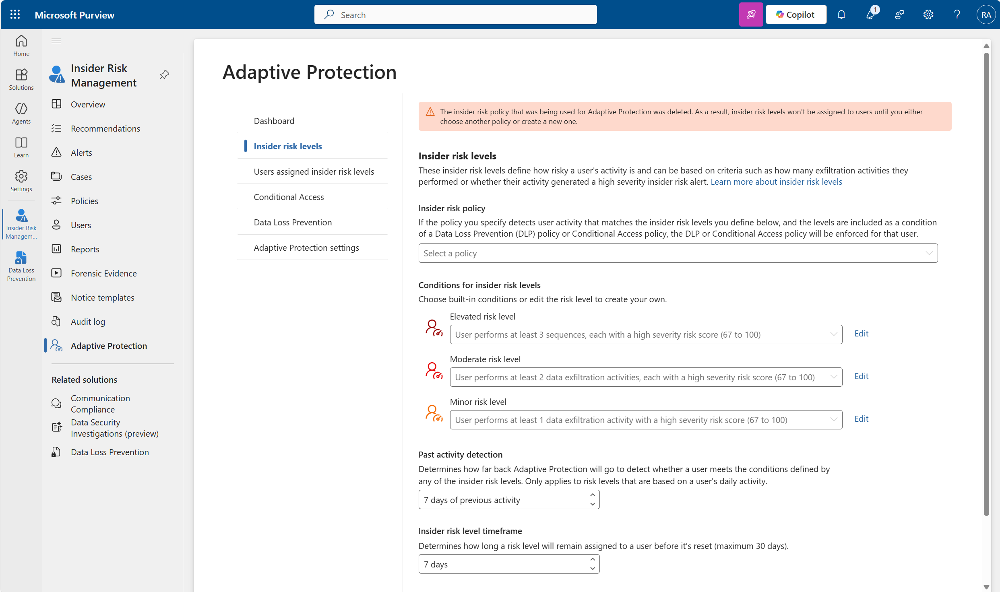 Microsoft Purview
Search
Copilot
1
RA
Home
Solutions
Agents
Learn
Settings
Insider Risk
Managem...
Data Loss
Prevention
Insider Risk
Management
Overview
Recommendations
Alerts
Cases
Policies
Users
Reports
Forensic Evidence
Notice templates
Audit log
Adaptive Protection
Related solutions
Communication
Compliance
Data Security
Investigations (preview)
Data Loss Prevention
Adaptive Protection
Dashboard
Insider risk levels
Users assigned insider risk levels
Conditional Access
Data Loss Prevention
Adaptive Protection settings
The insider risk policy that was being used for Adaptive Protection was deleted. As a result, insider risk levels won't be assigned to users until you either
choose another policy or create a new one.
Insider risk levels
These insider risk levels define how risky a user's activity is and can be based on criteria such as how many exfiltration activities they
performed or whether their activity generated a high severity insider risk alert. Learn more about insider risk levels
Insider risk policy
If the policy you specify detects user activity that matches the insider risk levels you define below, and the levels are included as a condition
of a Data Loss Prevention (DLP) policy or Conditional Access policy, the DLP or Conditional Access policy will be enforced for that user.
Select a policy
Conditions for insider risk levels
Choose built-in conditions or edit the risk level to create your own.
Elevated risk level
User performs at least 3 sequences, each with a high severity risk score (67 to 100)
Edit
Moderate risk level
User performs at least 2 data exfiltration activities, each with a high severity risk score (67 to 100)
Edit
Minor risk level
User performs at least 1 data exfiltration activity with a high severity risk score (67 to 100)
Edit
Past activity detection
Determines how far back Adaptive Protection will go to detect whether a user meets the conditions defined by
any of the insider risk levels. Only applies to risk levels that are based on a user's daily activity.
7 days of previous activity
Insider risk level timeframe
Determines how long a risk level will remain assigned to a user before it's reset (maximum 30 days).
7 days